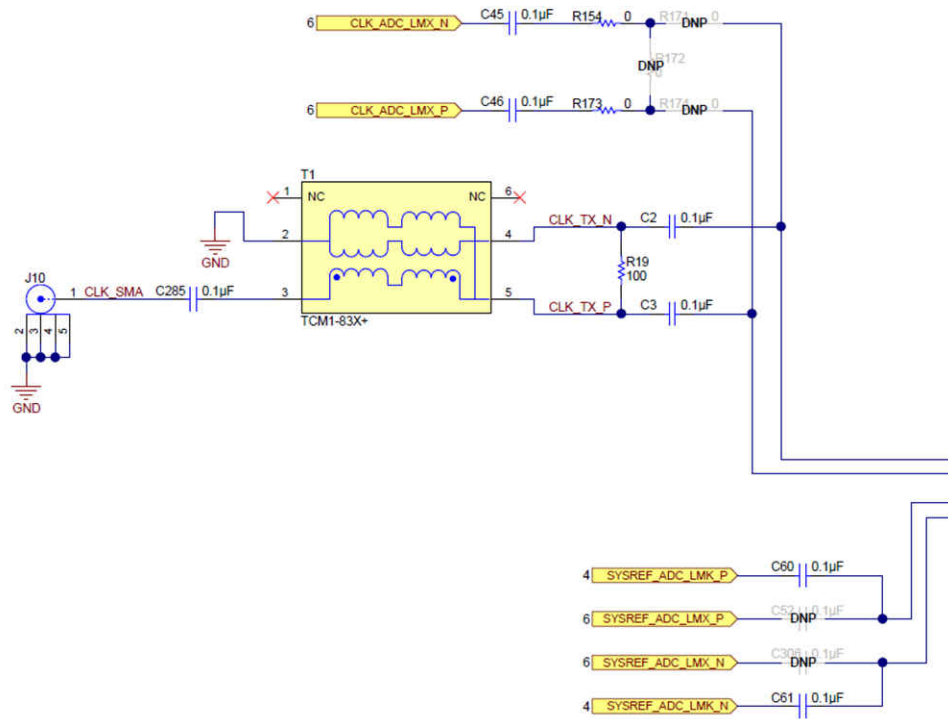 6 CLK_ADC_LMX_N C45 0.1µF R154 0 R171 DNP 0
R172
DNP
0
6 CLK_ADC_LMX_P C46 0.1µF R173 0 R174 DNP 0
T1
1 NC NC 6
2 4 CLK_TX_N C2 0.1µF
GND
R19
100
J10
1 CLK_SMA C285 0.1µF 3 5 CLK_TX_P C3 0.1µF
TCM1-83X+
2 3 4 5
GND
4 SYSREF_ADC_LMK_P C60 0.1µF
6 SYSREF_ADC_LMX_P C52 DNP 0.1µF
6 SYSREF_ADC_LMX_N DNP 0.1µF
4 SYSREF_ADC_LMK_N C61 0.1µF